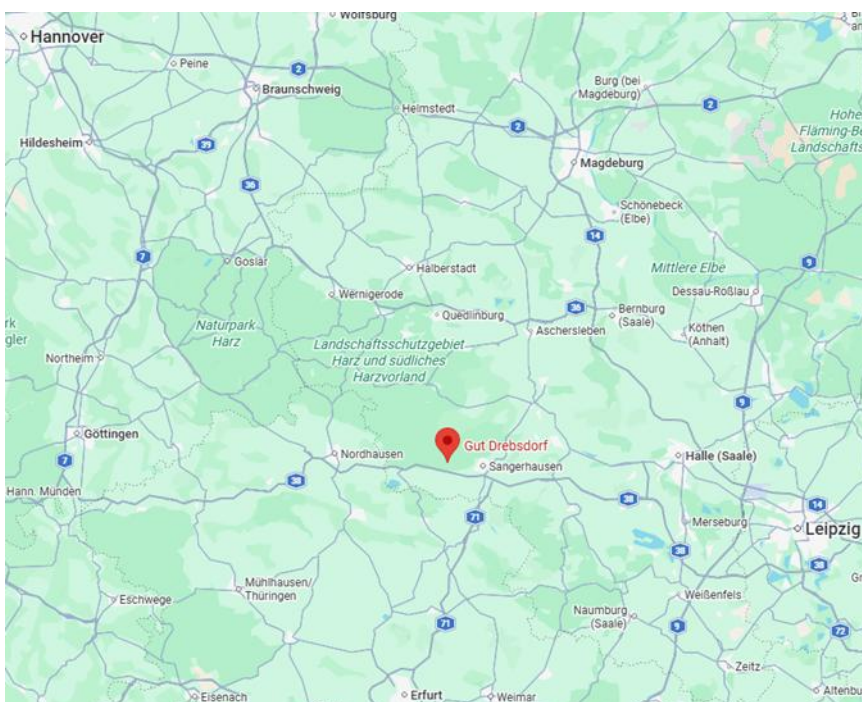 Wolfsburg
Hannover
Peine
2
Braunschweig
Burg (bei
Magdeburg)
Helmstedt
2
2
Hohe
Fläming-Be
Landschafts
Hildesheim
39
Magdeburg
36
Schönebeck
(Elbe)
14
7
Goslar
Halberstadt
Mittlere Elbe
9
Wernigerode
Dessau-Roßlau
Quedlinburg
36
Bernburg
(Saale)
Naturpark
Harz
Aschersleben
Köthen
(Anhalt)
rk
gler
Landschaftsschutzgebiet
Harz und südliches
Harzvorland
Northeim
9
Göttingen
Gut Drebsdorf
Nordhausen
Halle (Saale)
7
Sangerhausen
38
Hann. Münden
38
14
71
Merseburg
Leipzig
38
38
Mühlhausen/
Thüringen
Weißenfels
Eschwege
Naumburg
(Saale)
71
9
72
Zeitz
Eisenach
Erfurt
Weimar
Altenbu